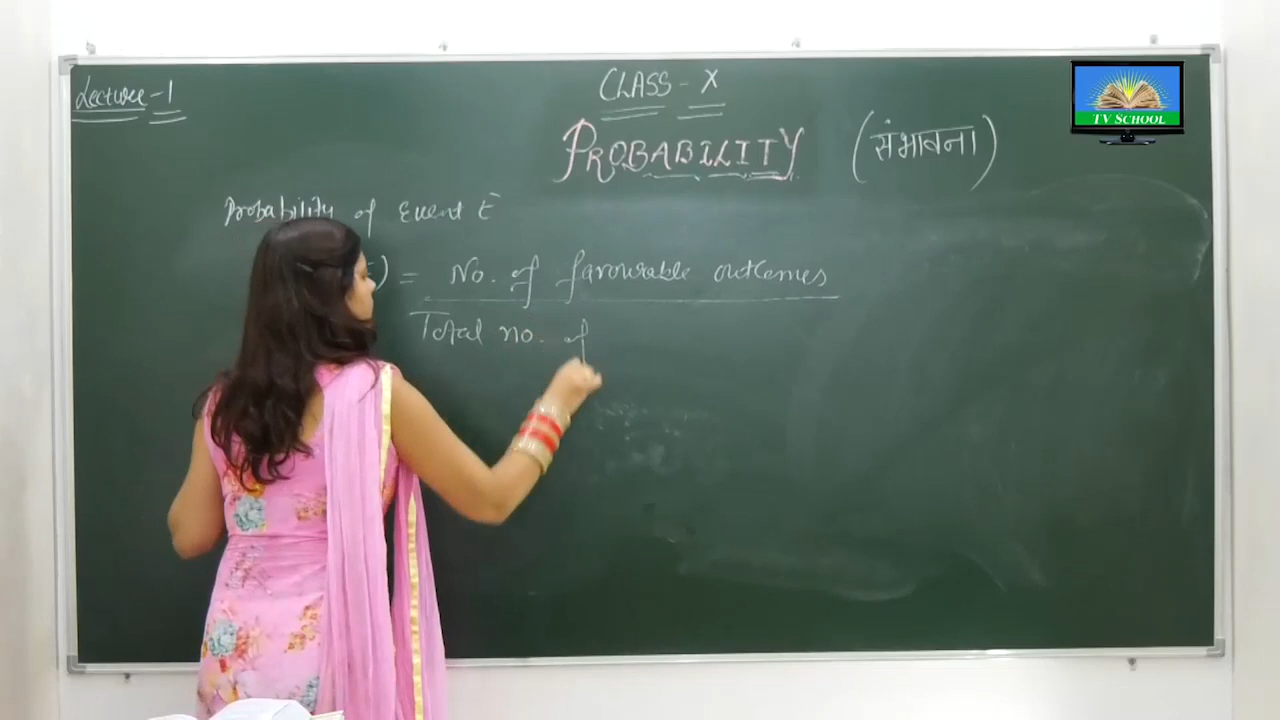 Lecture-1
CLASS - X
PROBABILITY (संभावना)
TV SCHOOL
Probability of Event E
) = No. of favourable outcomes
Total no. of